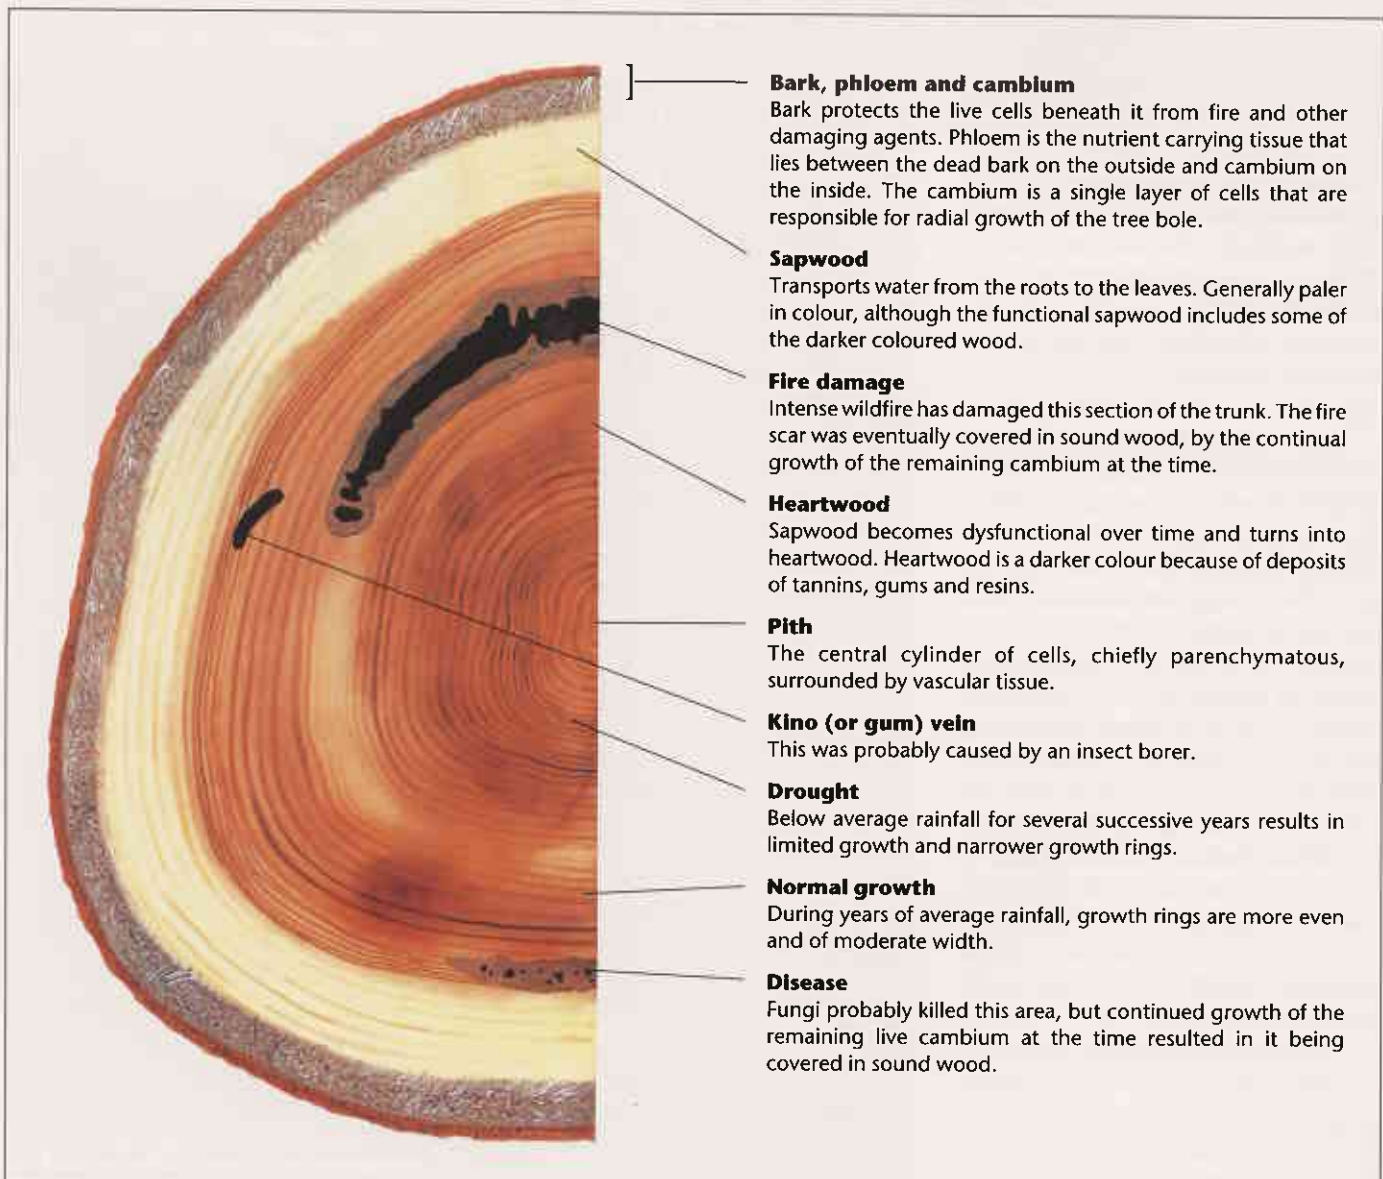 Bark, phloem and cambium
Bark protects the live cells beneath it from fire and other
damaging agents. Phloem is the nutrient carrying tissue that
lies between the dead bark on the outside and cambium on
the inside. The cambium is a single layer of cells that are
responsible for radial growth of the tree bole.
Sapwood
Transports water from the roots to the leaves. Generally paler
in colour, although the functional sapwood includes some of
the darker coloured wood.
Fire damage
Intense wildfire has damaged this section of the trunk. The fire
scar was eventually covered in sound wood, by the continual
growth of the remaining cambium at the time.
Heartwood
Sapwood becomes dysfunctional over time and turns into
heartwood. Heartwood is a darker colour because of deposits
of tannins, gums and resins.
Pith
The central cylinder of cells, chiefly parenchymatous,
surrounded by vascular tissue.
Kino (or gum) vein
This was probably caused by an insect borer.
Drought
Below average rainfall for several successive years results in
limited growth and narrower growth rings.
Normal growth
During years of average rainfall, growth rings are more even
and of moderate width.
Disease
Fungi probably killed this area, but continued growth of the
remaining live cambium at the time resulted in it being
covered in sound wood.